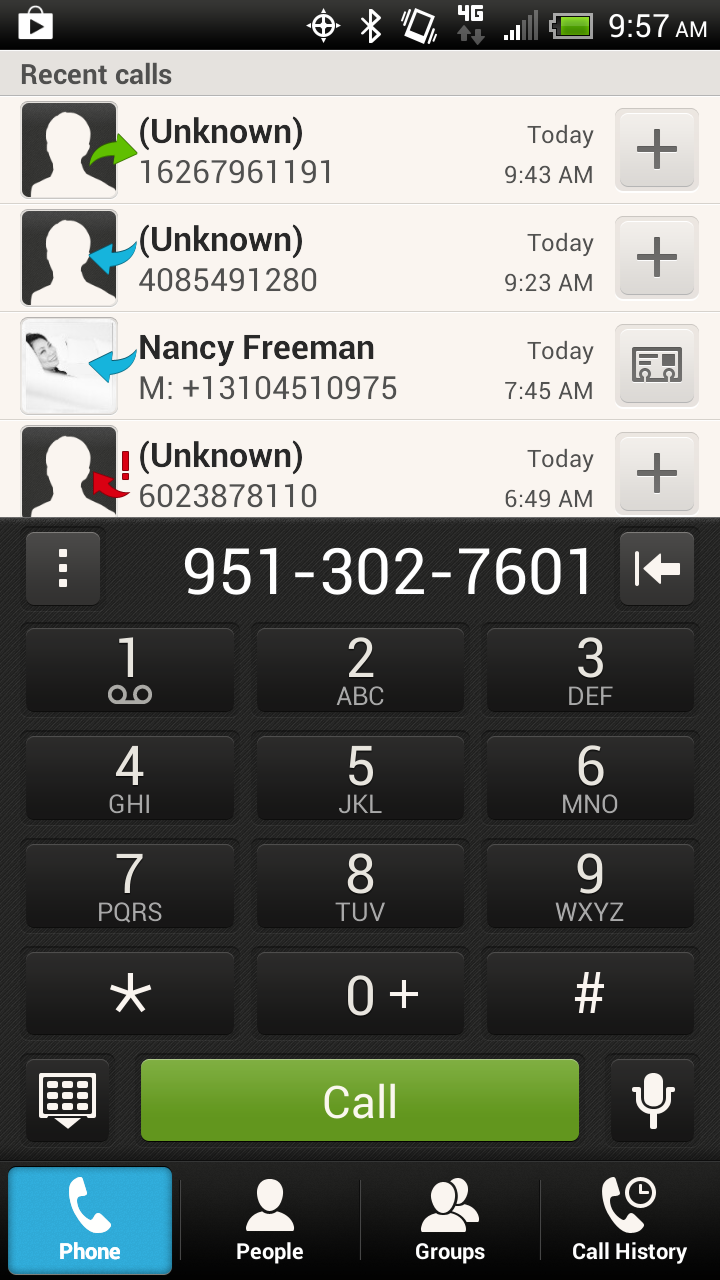 4G 9:57 AM
Recent calls
(Unknown) Today
16267961191 9:43 AM
(Unknown) Today
4085491280 9:23 AM
Nancy Freeman Today
M: +13104510975 7:45 AM
(Unknown) Today
6023878110 6:49 AM
951-302-7601
1 2 3
ABC DEF
4 5 6
GHI JKL MNO
7 8 9
PQRS TUV WXYZ
* 0 + #
Call
Phone People Groups Call History